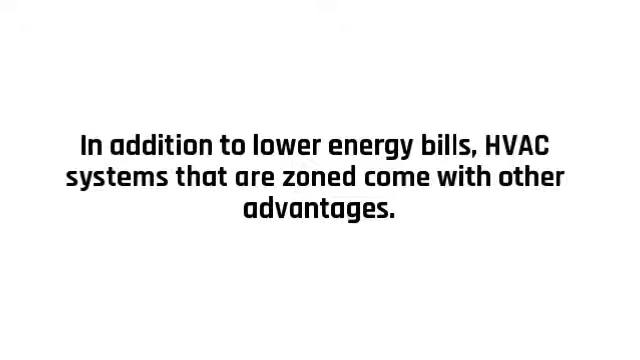 In addition to lower energy bills, HVAC
systems that are zoned come with other
advantages.